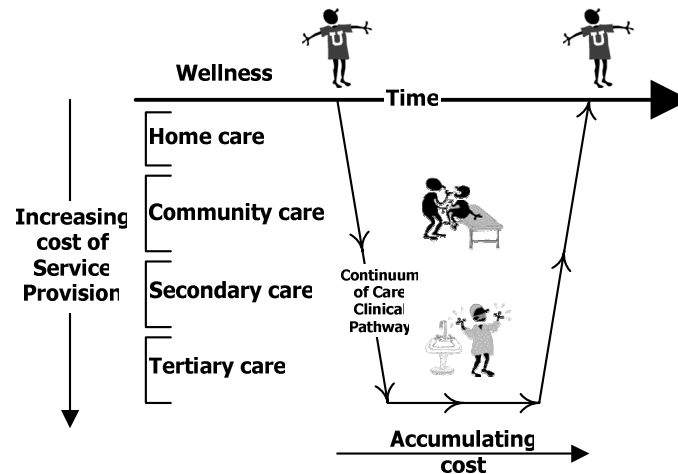 U
U
Wellness
Time
Home care
Community care
Secondary care
Tertiary care
Increasing
cost of
Service
Provision
Continuum
of Care
Clinical
Pathway
Accumulating
cost